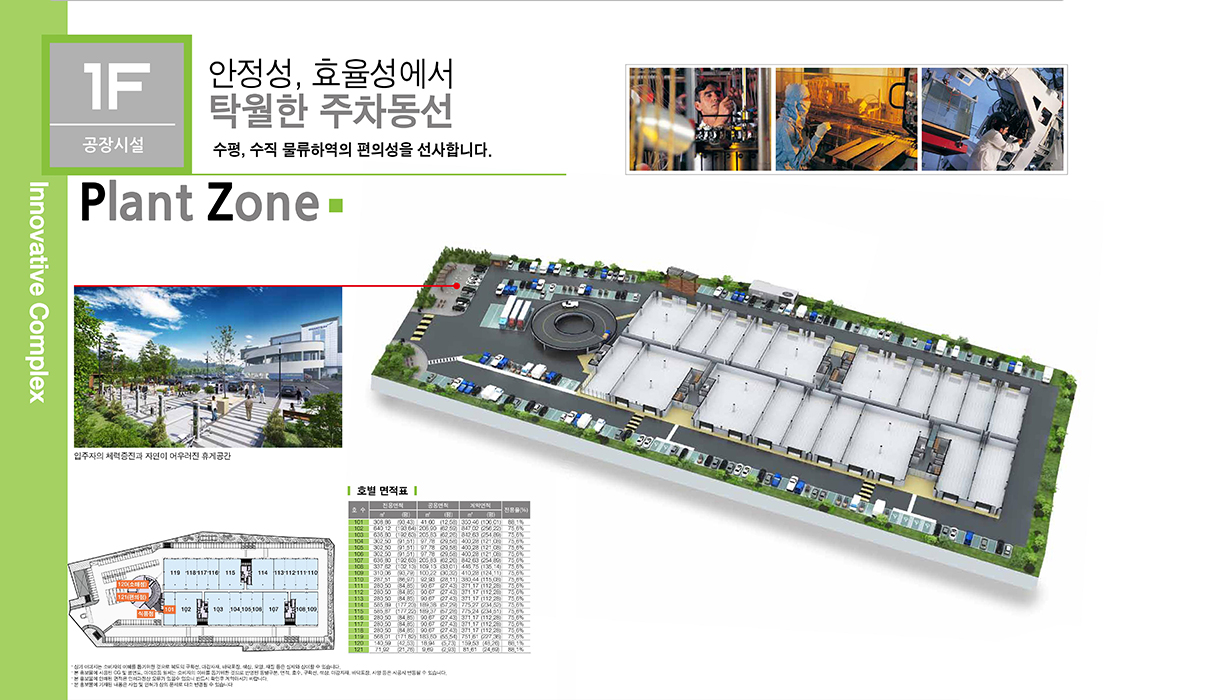 1F
공장시설
안정성, 효율성에서
탁월한 주차동선
수평, 수직 물류하역의 편의성을 선사합니다.
Innovative Complex
Plant Zone
입주자의 체력증진과 자연이 어우러진 휴게공간
호별 면적표
호 수 전용면적 공용면적 계약면적 전용율(%)
㎡ (평) ㎡ (평) ㎡ (평)
101 308.86 (93.43) 41.60 (12.58) 350.46 (106.01) 88.1%
102 640.12 (193.64) 206.90 (62.59) 847.02 (256.22) 75.6%
103 636.80 (192.63) 205.83 (62.26) 842.63 (254.89) 75.6%
104 302.50 (91.51) 97.78 (29.58) 400.28 (121.08) 75.6%
105 302.50 (91.51) 97.78 (29.58) 400.28 (121.08) 75.6%
106 302.50 (91.51) 97.78 (29.58) 400.28 (121.08) 75.6%
107 636.80 (192.63) 205.83 (62.26) 842.63 (254.89) 75.6%
108 337.62 (102.13) 109.13 (33.01) 446.75 (135.14) 75.6%
109 310.06 (93.79) 100.22 (30.32) 410.28 (124.11) 75.6%
110 287.51 (86.97) 92.93 (28.11) 380.44 (115.08) 75.6%
111 280.50 (84.85) 90.67 (27.43) 371.17 (112.28) 75.6%
112 280.50 (84.85) 90.67 (27.43) 371.17 (112.28) 75.6%
113 280.50 (84.85) 90.67 (27.43) 371.17 (112.28) 75.6%
114 585.89 (177.23) 189.38 (57.29) 775.27 (234.52) 75.6%
115 585.87 (177.22) 189.37 (57.28) 775.24 (234.51) 75.6%
116 280.50 (84.85) 90.67 (27.43) 371.17 (112.28) 75.6%
117 280.50 (84.85) 90.67 (27.43) 371.17 (112.28) 75.6%
118 280.50 (84.85) 90.67 (27.43) 371.17 (112.28) 75.6%
119 568.01 (171.82) 183.60 (55.54) 751.61 (227.36) 75.6%
120 140.59 (42.53) 18.94 (5.73) 159.53 (48.26) 88.1%
121 71.92 (21.76) 9.69 (2.93) 81.61 (24.69) 88.1%
119 118 117 116 115 114 113 112 111 110
120(소매점)
121(편의점)
식품점
101 102 103 104 105 106 107 108 109